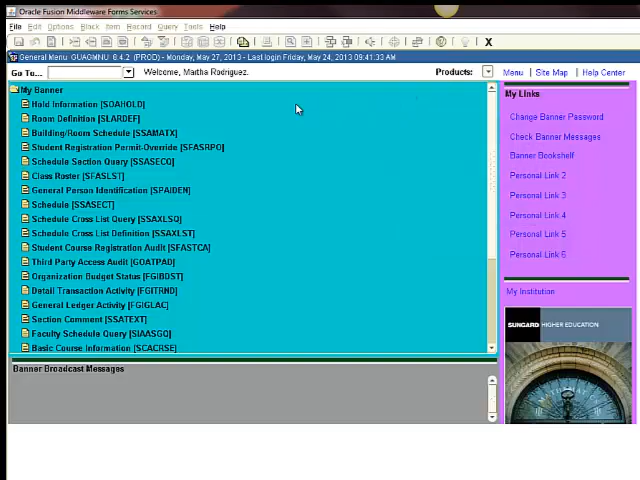 Oracle Fusion Middleware Forms Services
File Edit Options Block Item Record Query Tools Help
X
General Menu GUAGMNU 8.4.2 (PROD) - Monday, May 27, 2013 - Last login Friday, May 24, 2013 09:41:33 AM
Go To... Welcome, Martha Rodriguez. Products: Menu Site Map Help Center
My Banner
Hold Information [SOAHOLD]
Room Definition [SLARDEF]
Building/Room Schedule [SSAMATX]
Student Registration Permit-Override [SFASRPO]
Schedule Section Query [SSASECQ]
Class Roster [SFASLST]
General Person Identification [SPAIDEN]
Schedule [SSASECT]
Schedule Cross List Query [SSAXLSQ]
Schedule Cross List Definition [SSAXLST]
Student Course Registration Audit [SFASTCA]
Third Party Access Audit [GOATPAD]
Organization Budget Status [FGIBDST]
Detail Transaction Activity [FGITRND]
General Ledger Activity [FGIGLAC]
Section Comment [SSATEXT]
Faculty Schedule Query [SIAASGQ]
Basic Course Information [SCACRSE]
My Links
Change Banner Password
Check Banner Messages
Banner Bookshelf
Personal Link 2
Personal Link 3
Personal Link 4
Personal Link 5
Personal Link 6
My Institution
SUNGARD HIGHER EDUCATION
Banner Broadcast Messages